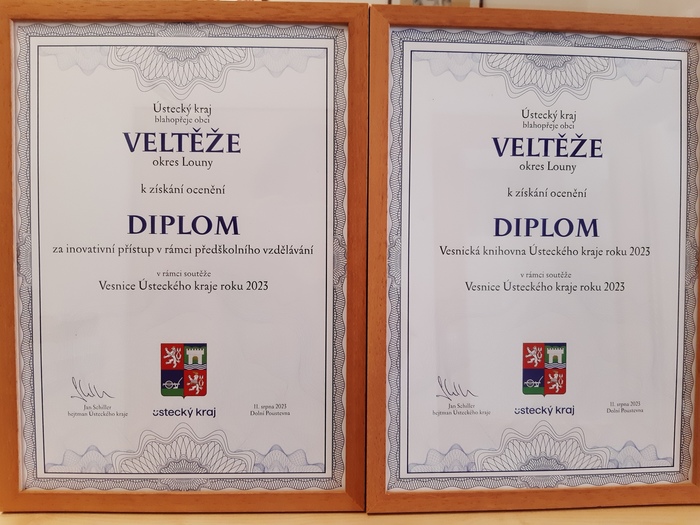 Ústecký kraj
blahopřeje obci
VELTĚŽE
okres Louny
k získání ocenění
DIPLOM
za inovativní přístup v rámci předškolního vzdělávání
v rámci soutěže
Vesnice Ústeckého kraje roku 2023
Jan Schiller
hejtman Ústeckého kraje
ústecký kraj
11. srpna 2023
Dolní Poustevna
Ústecký kraj
blahopřeje obci
VELTĚŽE
okres Louny
k získání ocenění
DIPLOM
Vesnická knihovna Ústeckého kraje roku 2023
v rámci soutěže
Vesnice Ústeckého kraje roku 2023
Jan Schiller
hejtman Ústeckého kraje
ústecký kraj
11. srpna 2023
Dolní Poustevna